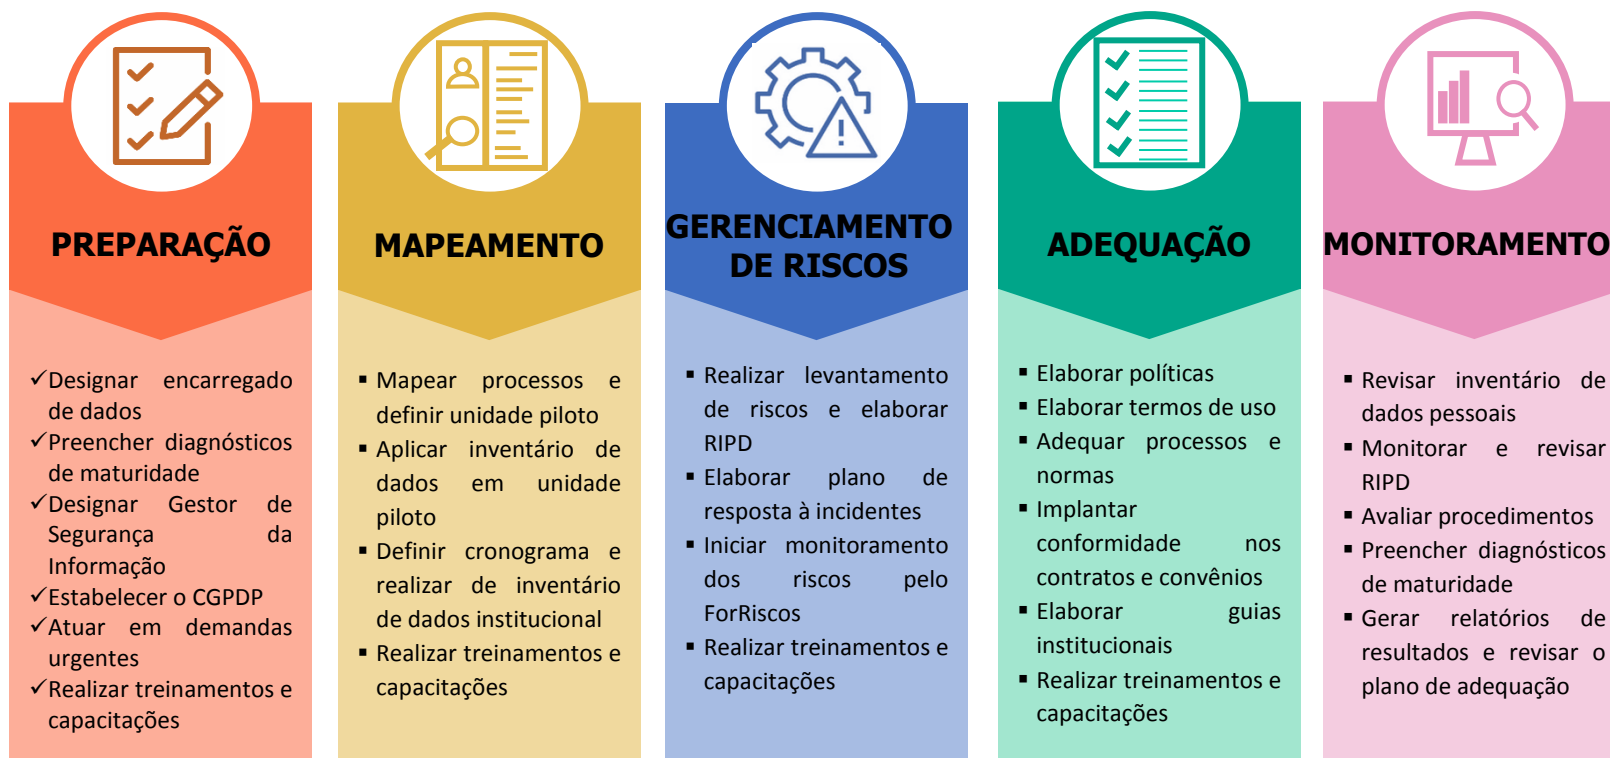 PREPARAÇÃO
✓Designar encarregado
de dados
✓Preencher diagnósticos
de maturidade
✓Designar Gestor de
Segurança da
Informação
✓Estabelecer o CGPDP
✓Atuar em demandas
urgentes
✓Realizar treinamentos e
capacitações
MAPEAMENTO
▪ Mapear processos e
definir unidade piloto
▪ Aplicar inventário de
dados em unidade
piloto
▪ Definir cronograma e
realizar de inventário
de dados institucional
▪ Realizar treinamentos e
capacitações
GERENCIAMENTO
DE RISCOS
▪ Realizar levantamento
de riscos e elaborar
RIPD
▪ Elaborar plano de
resposta à incidentes
▪ Iniciar monitoramento
dos riscos pelo
ForRiscos
▪ Realizar treinamentos e
capacitações
ADEQUAÇÃO
▪ Elaborar políticas
▪ Elaborar termos de uso
▪ Adequar processos e
normas
▪ Implantar
conformidade nos
contratos e convênios
▪ Elaborar guias
institucionais
▪ Realizar treinamentos e
capacitações
MONITORAMENTO
▪ Revisar inventário de
dados pessoais
▪ Monitorar e revisar
RIPD
▪ Avaliar procedimentos
▪ Preencher diagnósticos
de maturidade
▪ Gerar relatórios de
resultados e revisar o
plano de adequação